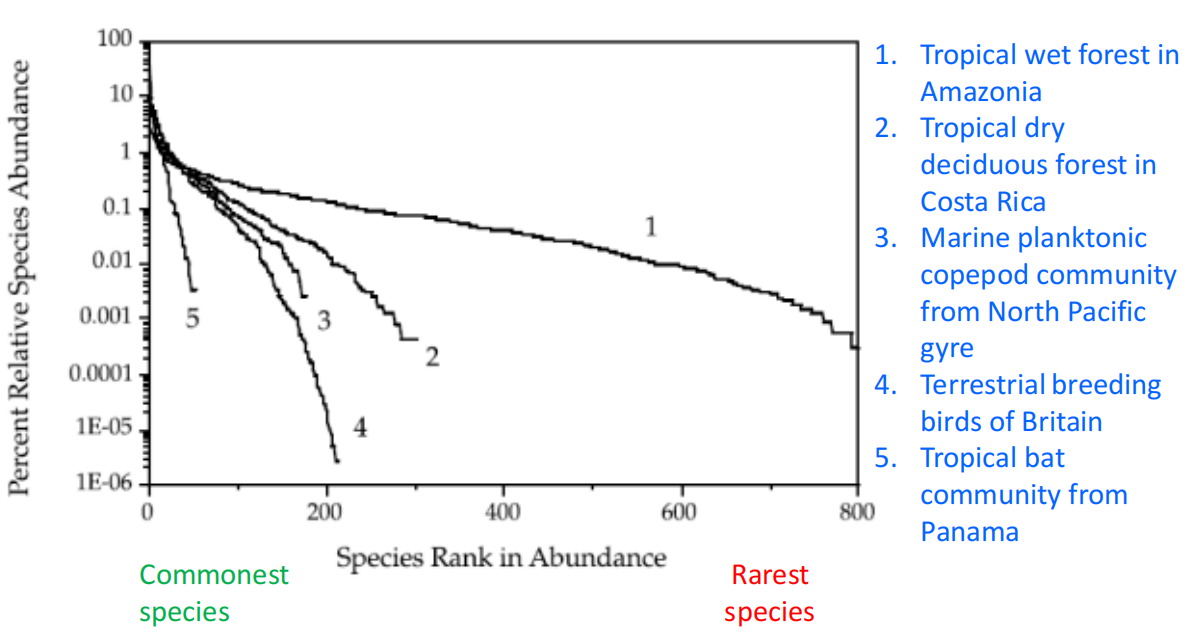 Percent Relative Species Abundance
100
10
1
0.1
0.01
0.001
0.0001
1E-05
1E-06
1
2
3
4
5
0
200
400
600
800
Species Rank in Abundance
Commonest
species
Rarest
species
1. Tropical wet forest in
Amazonia
2. Tropical dry
deciduous forest in
Costa Rica
3. Marine planktonic
copepod community
from North Pacific
gyre
4. Terrestrial breeding
birds of Britain
5. Tropical bat
community from
Panama